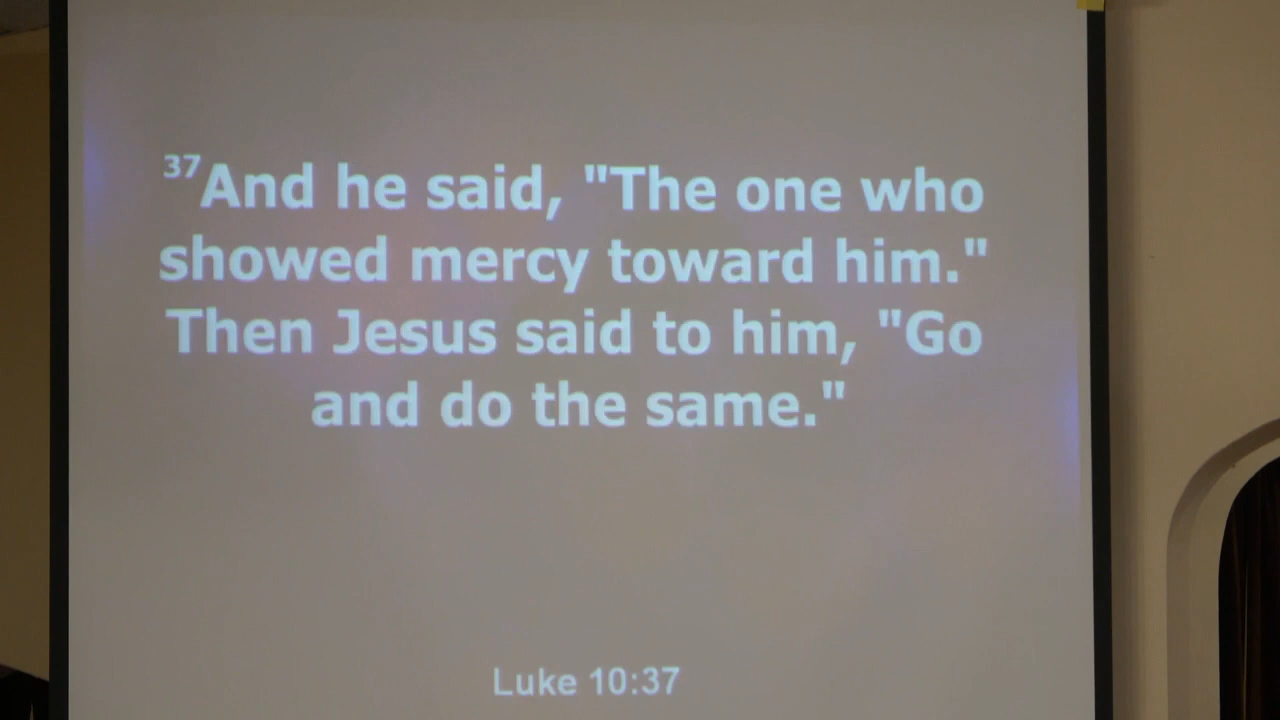 37And he said, "The one who
showed mercy toward him."
Then Jesus said to him, "Go
and do the same."
Luke 10:37